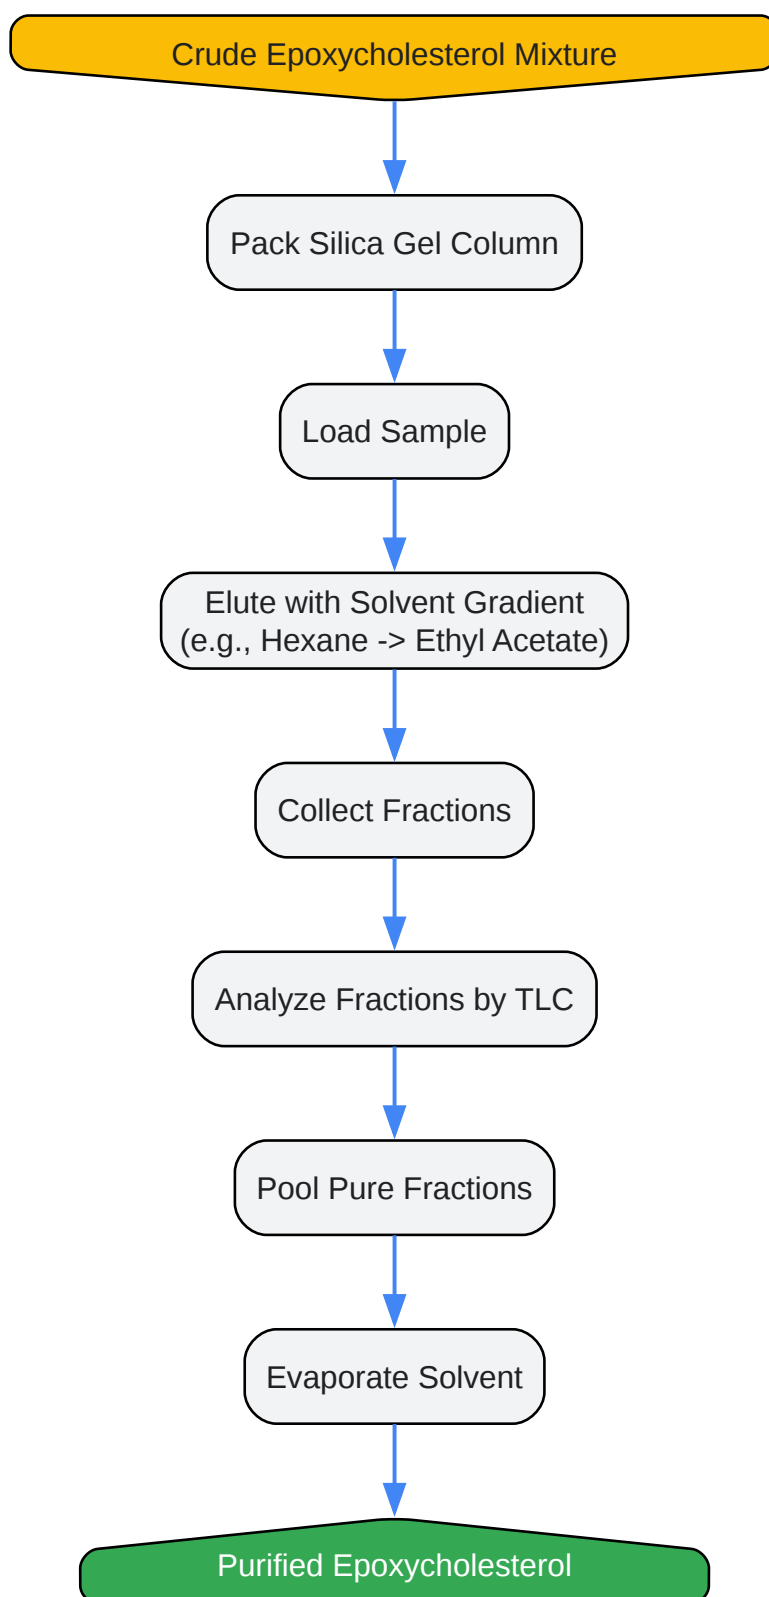 Crude Epoxycholesterol Mixture
Pack Silica Gel Column
Load Sample
Elute with Solvent Gradient
(e.g., Hexane -> Ethyl Acetate)
Collect Fractions
Analyze Fractions by TLC
Pool Pure Fractions
Evaporate Solvent
Purified Epoxycholesterol